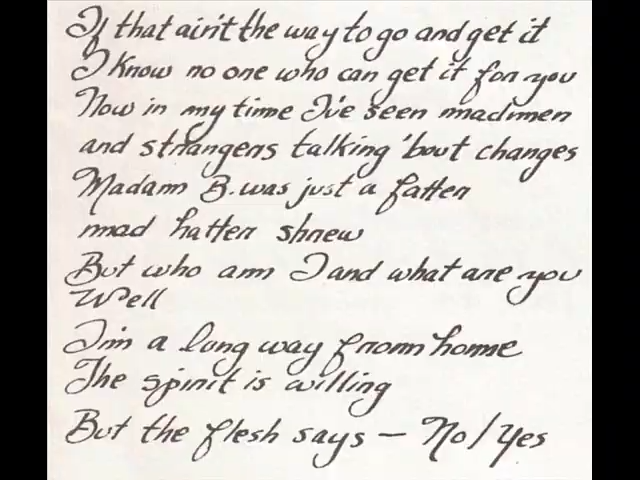 If that ain't the way to go and get it
I know no one who can get it for you
Now in my time I've seen madmen
and strangers talking 'bout changes
Madam B. was just a fatter
mad hatter shrew
But who am I and what are you
Well
I'm a long way from home
The spirit is willing
But the flesh says — No/Yes